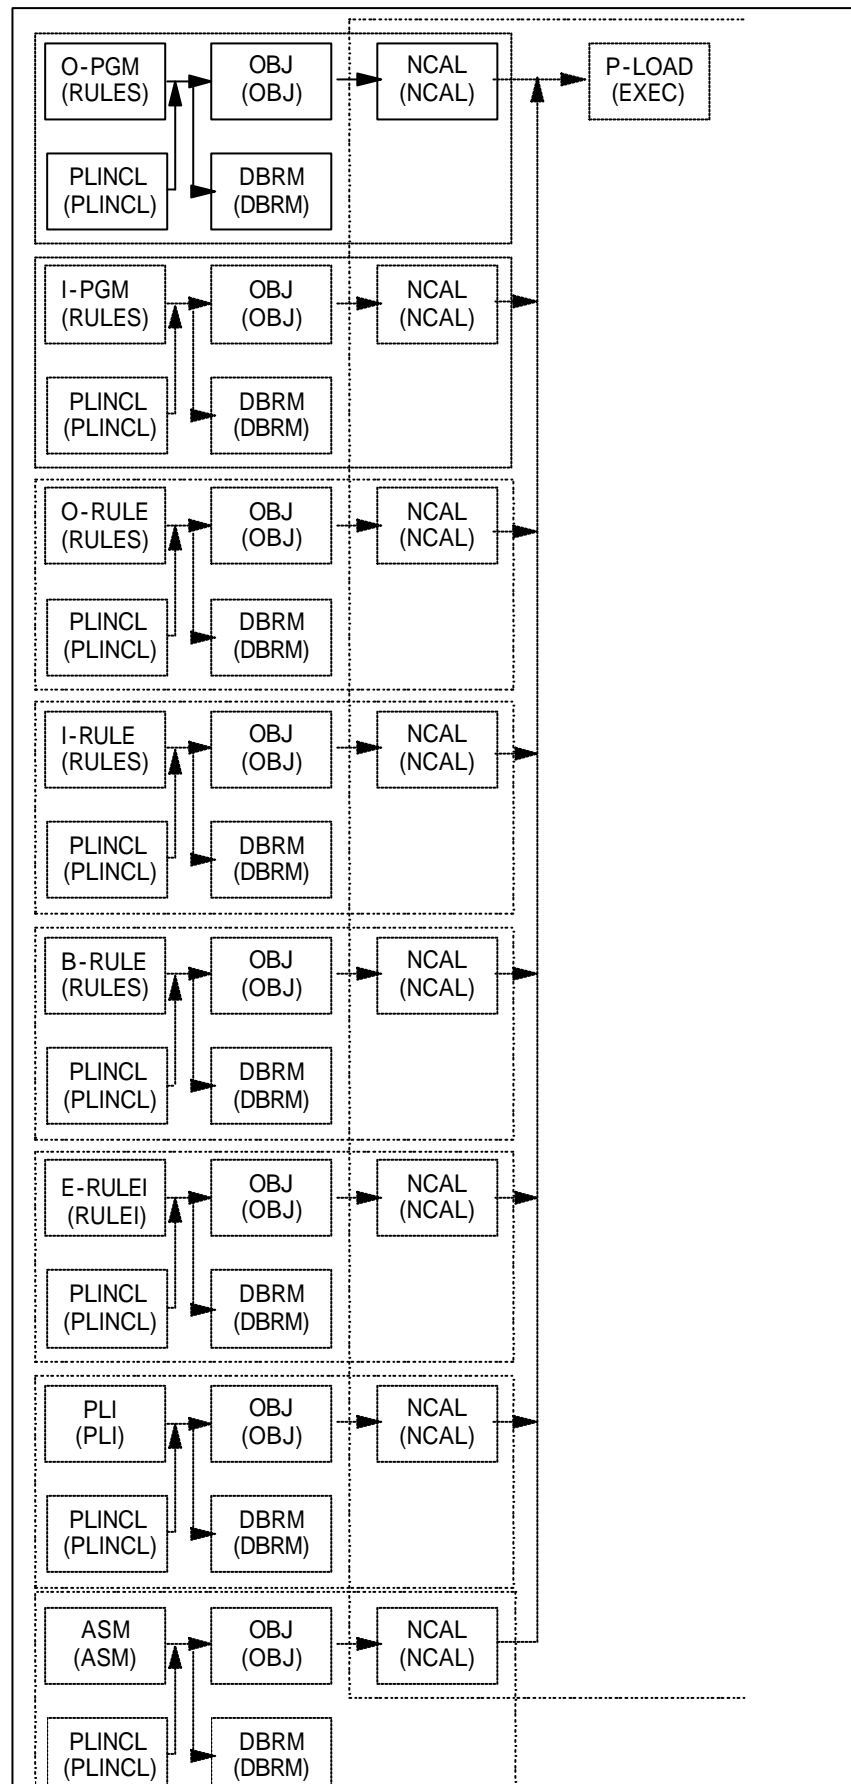 O-PGM
(RULES)
OBJ
(OBJ)
NCAL
(NCAL)
P-LOAD
(EXEC)
PLINCL
(PLINCL)
DBRM
(DBRM)
I-PGM
(RULES)
OBJ
(OBJ)
NCAL
(NCAL)
PLINCL
(PLINCL)
DBRM
(DBRM)
O-RULE
(RULES)
OBJ
(OBJ)
NCAL
(NCAL)
PLINCL
(PLINCL)
DBRM
(DBRM)
I-RULE
(RULES)
OBJ
(OBJ)
NCAL
(NCAL)
PLINCL
(PLINCL)
DBRM
(DBRM)
B-RULE
(RULES)
OBJ
(OBJ)
NCAL
(NCAL)
PLINCL
(PLINCL)
DBRM
(DBRM)
E-RULEI
(RULEI)
OBJ
(OBJ)
NCAL
(NCAL)
PLINCL
(PLINCL)
DBRM
(DBRM)
PLI
(PLI)
OBJ
(OBJ)
NCAL
(NCAL)
PLINCL
(PLINCL)
DBRM
(DBRM)
ASM
(ASM)
OBJ
(OBJ)
NCAL
(NCAL)
PLINCL
(PLINCL)
DBRM
(DBRM)